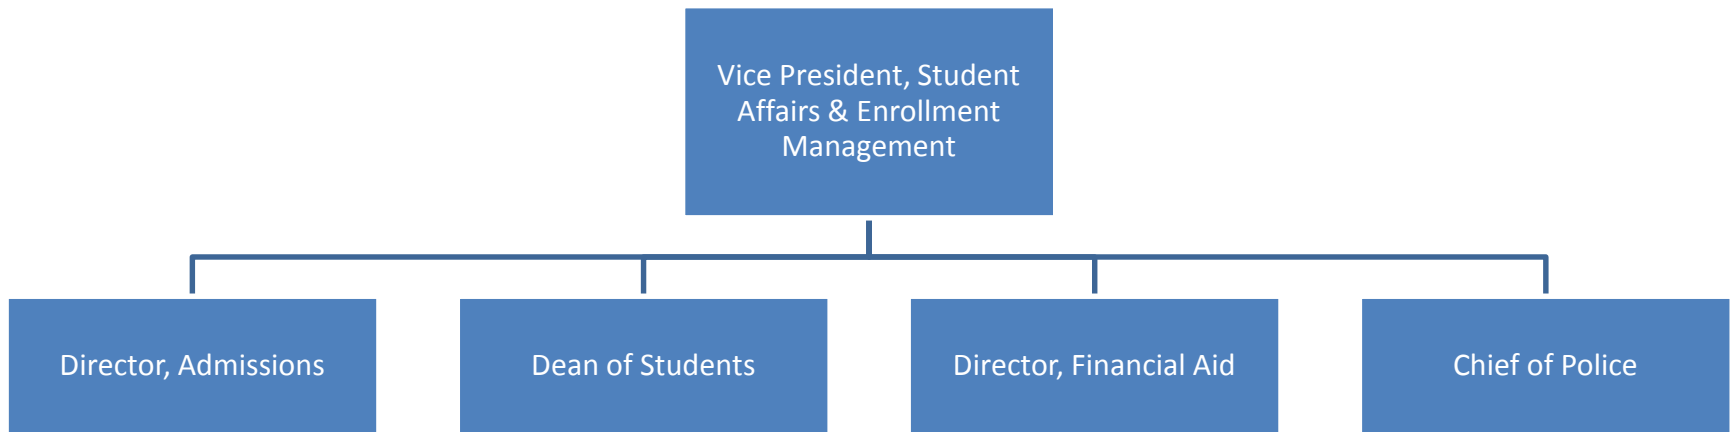 Vice President, Student
Affairs & Enrollment
Management
Director, Admissions
Dean of Students
Director, Financial Aid
Chief of Police